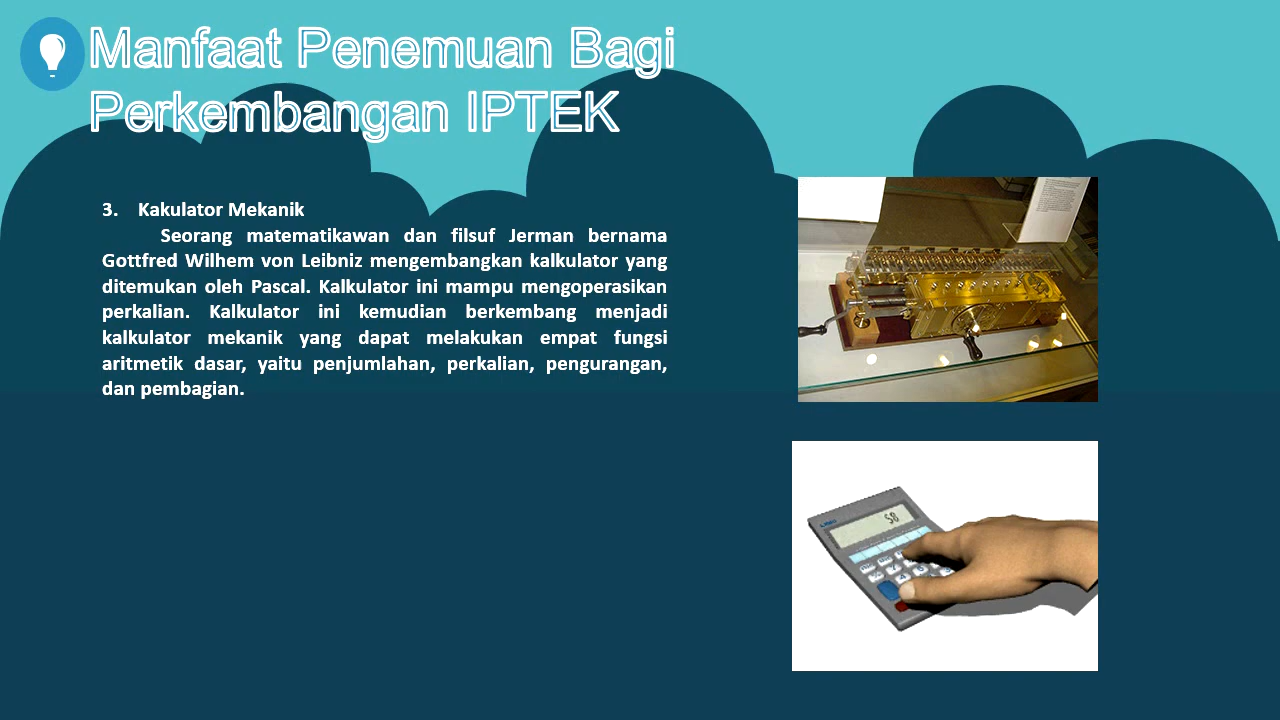 Manfaat Penemuan Bagi
Perkembangan IPTEK
3. Kakulator Mekanik
Seorang matematikawan dan filsuf Jerman bernama
Gottfred Wilhem von Leibniz mengembangkan kalkulator yang
ditemukan oleh Pascal. Kalkulator ini mampu mengoperasikan
perkalian. Kalkulator ini kemudian berkembang menjadi
kalkulator mekanik yang dapat melakukan empat fungsi
aritmetik dasar, yaitu penjumlahan, perkalian, pengurangan,
dan pembagian.